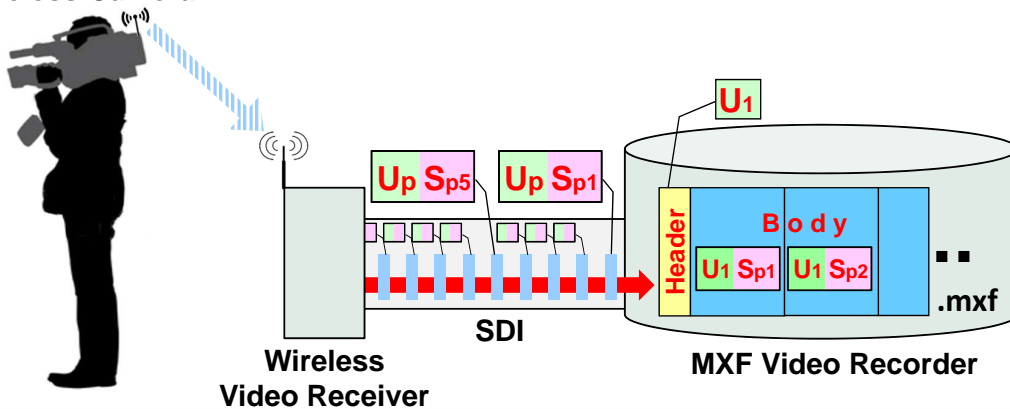 U1
Up Sp5
Up Sp1
Header
Body
U1 Sp1
U1 Sp2
.mxf
SDI
Wireless
Video Receiver
MXF Video Recorder